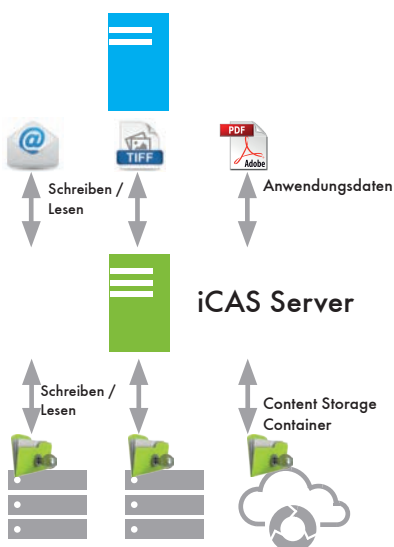 @
TIFF
PDF
Adobe
Schreiben /
Lesen
Anwendungsdaten
iCAS Server
Schreiben /
Lesen
Content Storage
Container